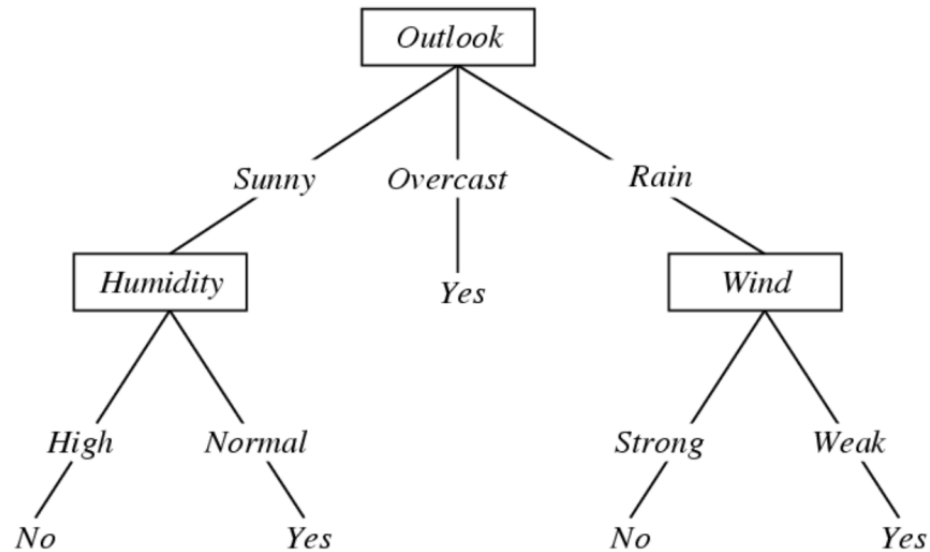 Outlook
Sunny Overcast Rain
Humidity Yes Wind
High Normal Strong Weak
No Yes No Yes